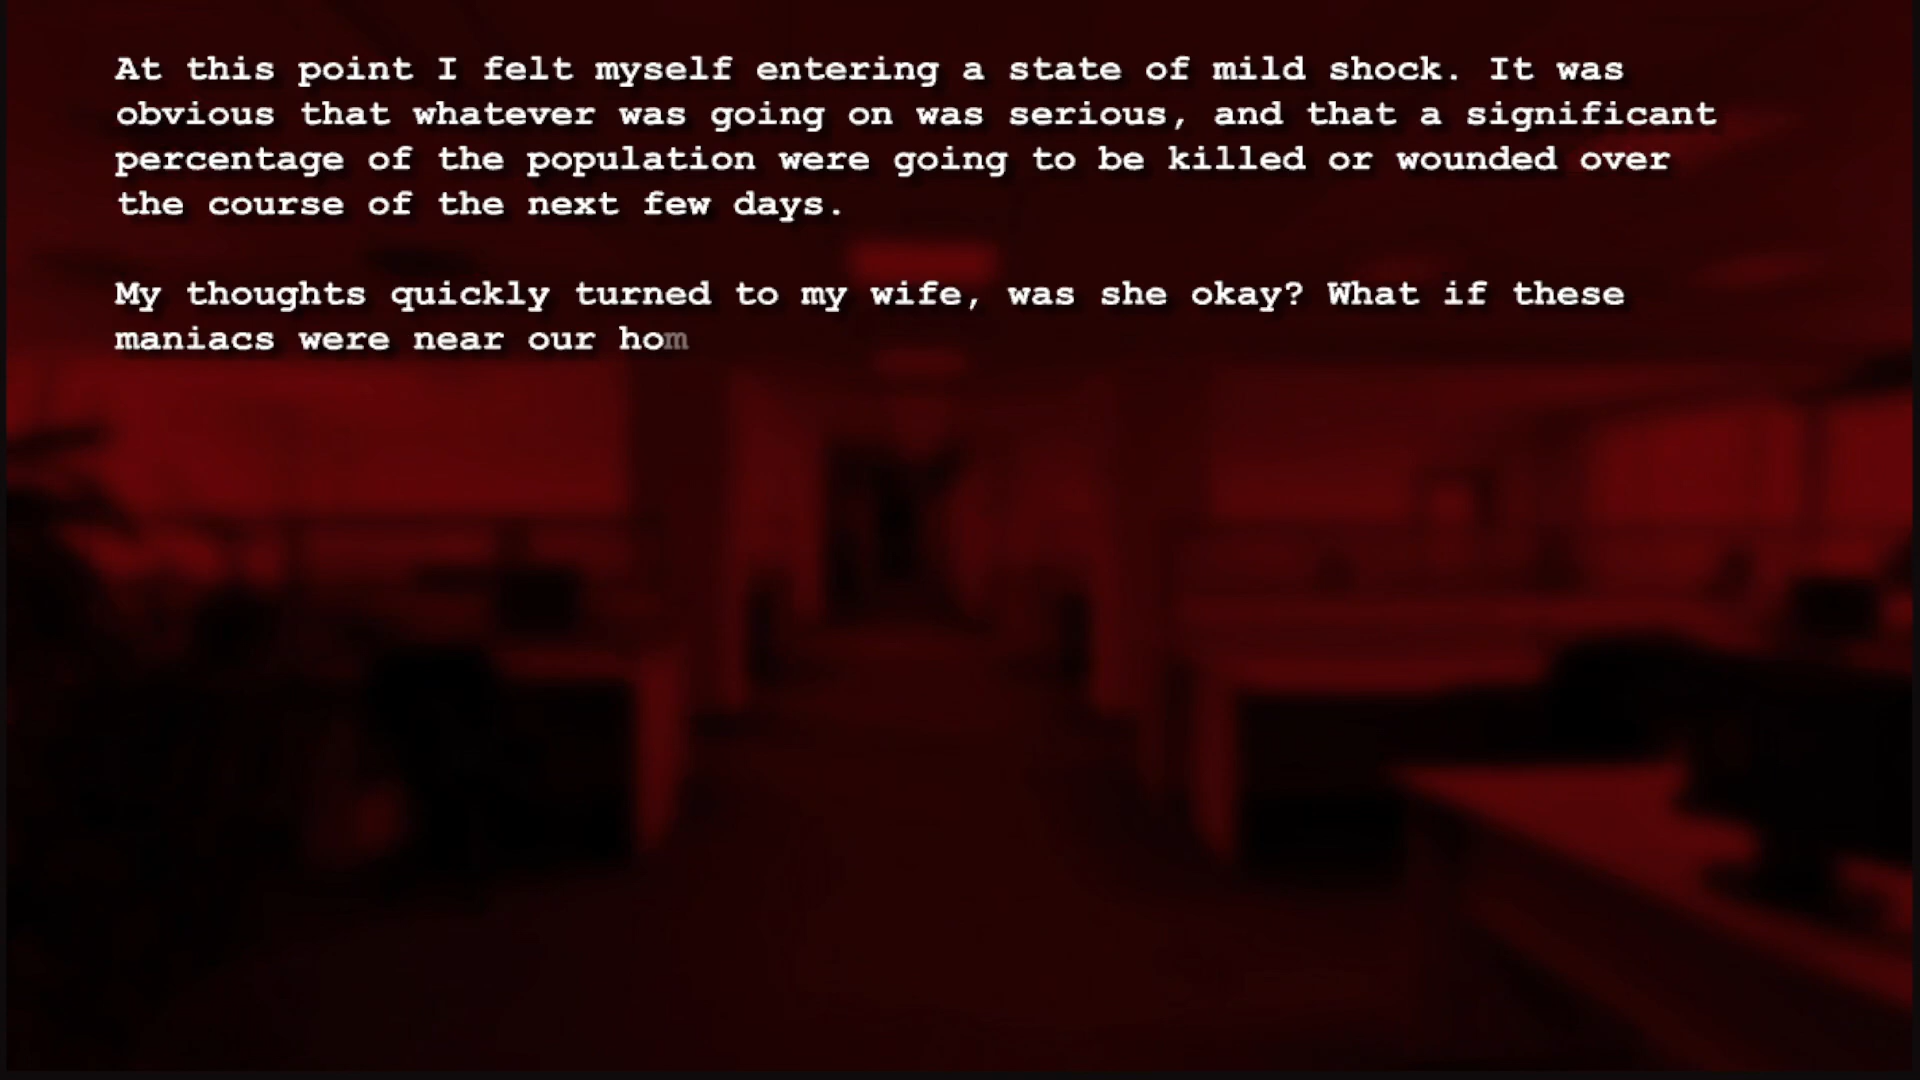 At this point I felt myself entering a state of mild shock. It was
obvious that whatever was going on was serious, and that a significant
percentage of the population were going to be killed or wounded over
the course of the next few days.
My thoughts quickly turned to my wife, was she okay? What if these
maniacs were near our hom